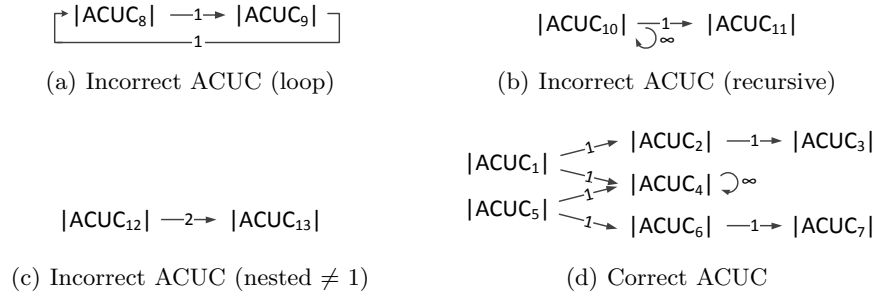 |ACUC₈| 1 |ACUC₉|
1
(a) Incorrect ACUC (loop)
|ACUC₁₀| 1 |ACUC₁₁|
∞
(b) Incorrect ACUC (recursive)
|ACUC₁₂| 2 |ACUC₁₃|
(c) Incorrect ACUC (nested ≠ 1)
|ACUC₁| 1 |ACUC₂| 1 |ACUC₃|
1 |ACUC₄| ∞
|ACUC₅| 1
1 |ACUC₆| 1 |ACUC₇|
(d) Correct ACUC